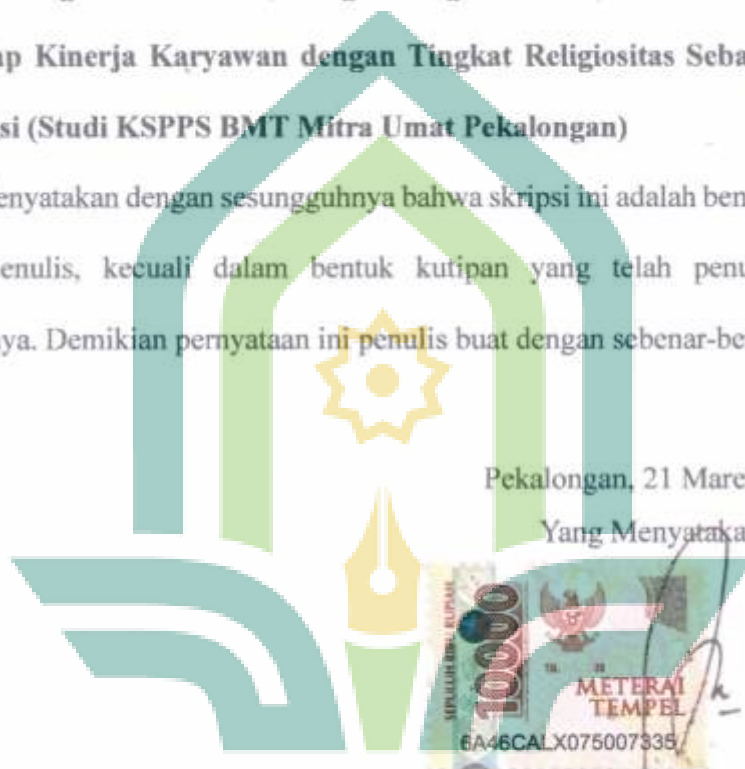 ap Kinerja Karyawan dengan Tingkat Religiositas Seba
si (Studi KSPPS BMT Mitra Umat Pekalongan)
enyatakan dengan sesungguhnya bahwa skripsi ini adalah ben
enulis, kecuali dalam bentuk kutipan yang telah penu
ya. Demikian pernyataan ini penulis buat dengan sebenar-be
Pekalongan, 21 Mare
Yang Menyataka
SEPULUH RIBU RUPIAH
10000
METERAI
TEMPEL
6A46CALX075007335